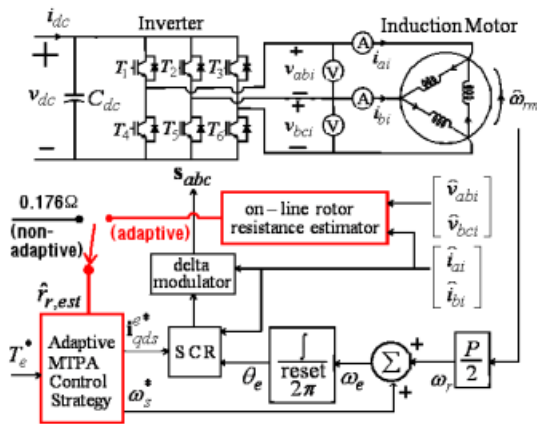 i_dc Inverter Induction Motor
+ T_1 T_2 T_3 + A i_ai
v_dc C_dc v_abi V
− T_4 T_5 T_6 − + A i_bi ω̂_rm
v_bci V
− −
s_abc
0.176Ω
(non-adaptive)
(adaptive)
on-line rotor resistance estimator
v̂_abi
v̂_bci
î_ai
î_bi
delta modulator
r̂_r,est
T_e^*
Adaptive MTPA Control Strategy
i_qds^e*
ω_s^*
SCR
θ_e
∫ reset 2π
ω_e
Σ
+
+
ω_r
P/2